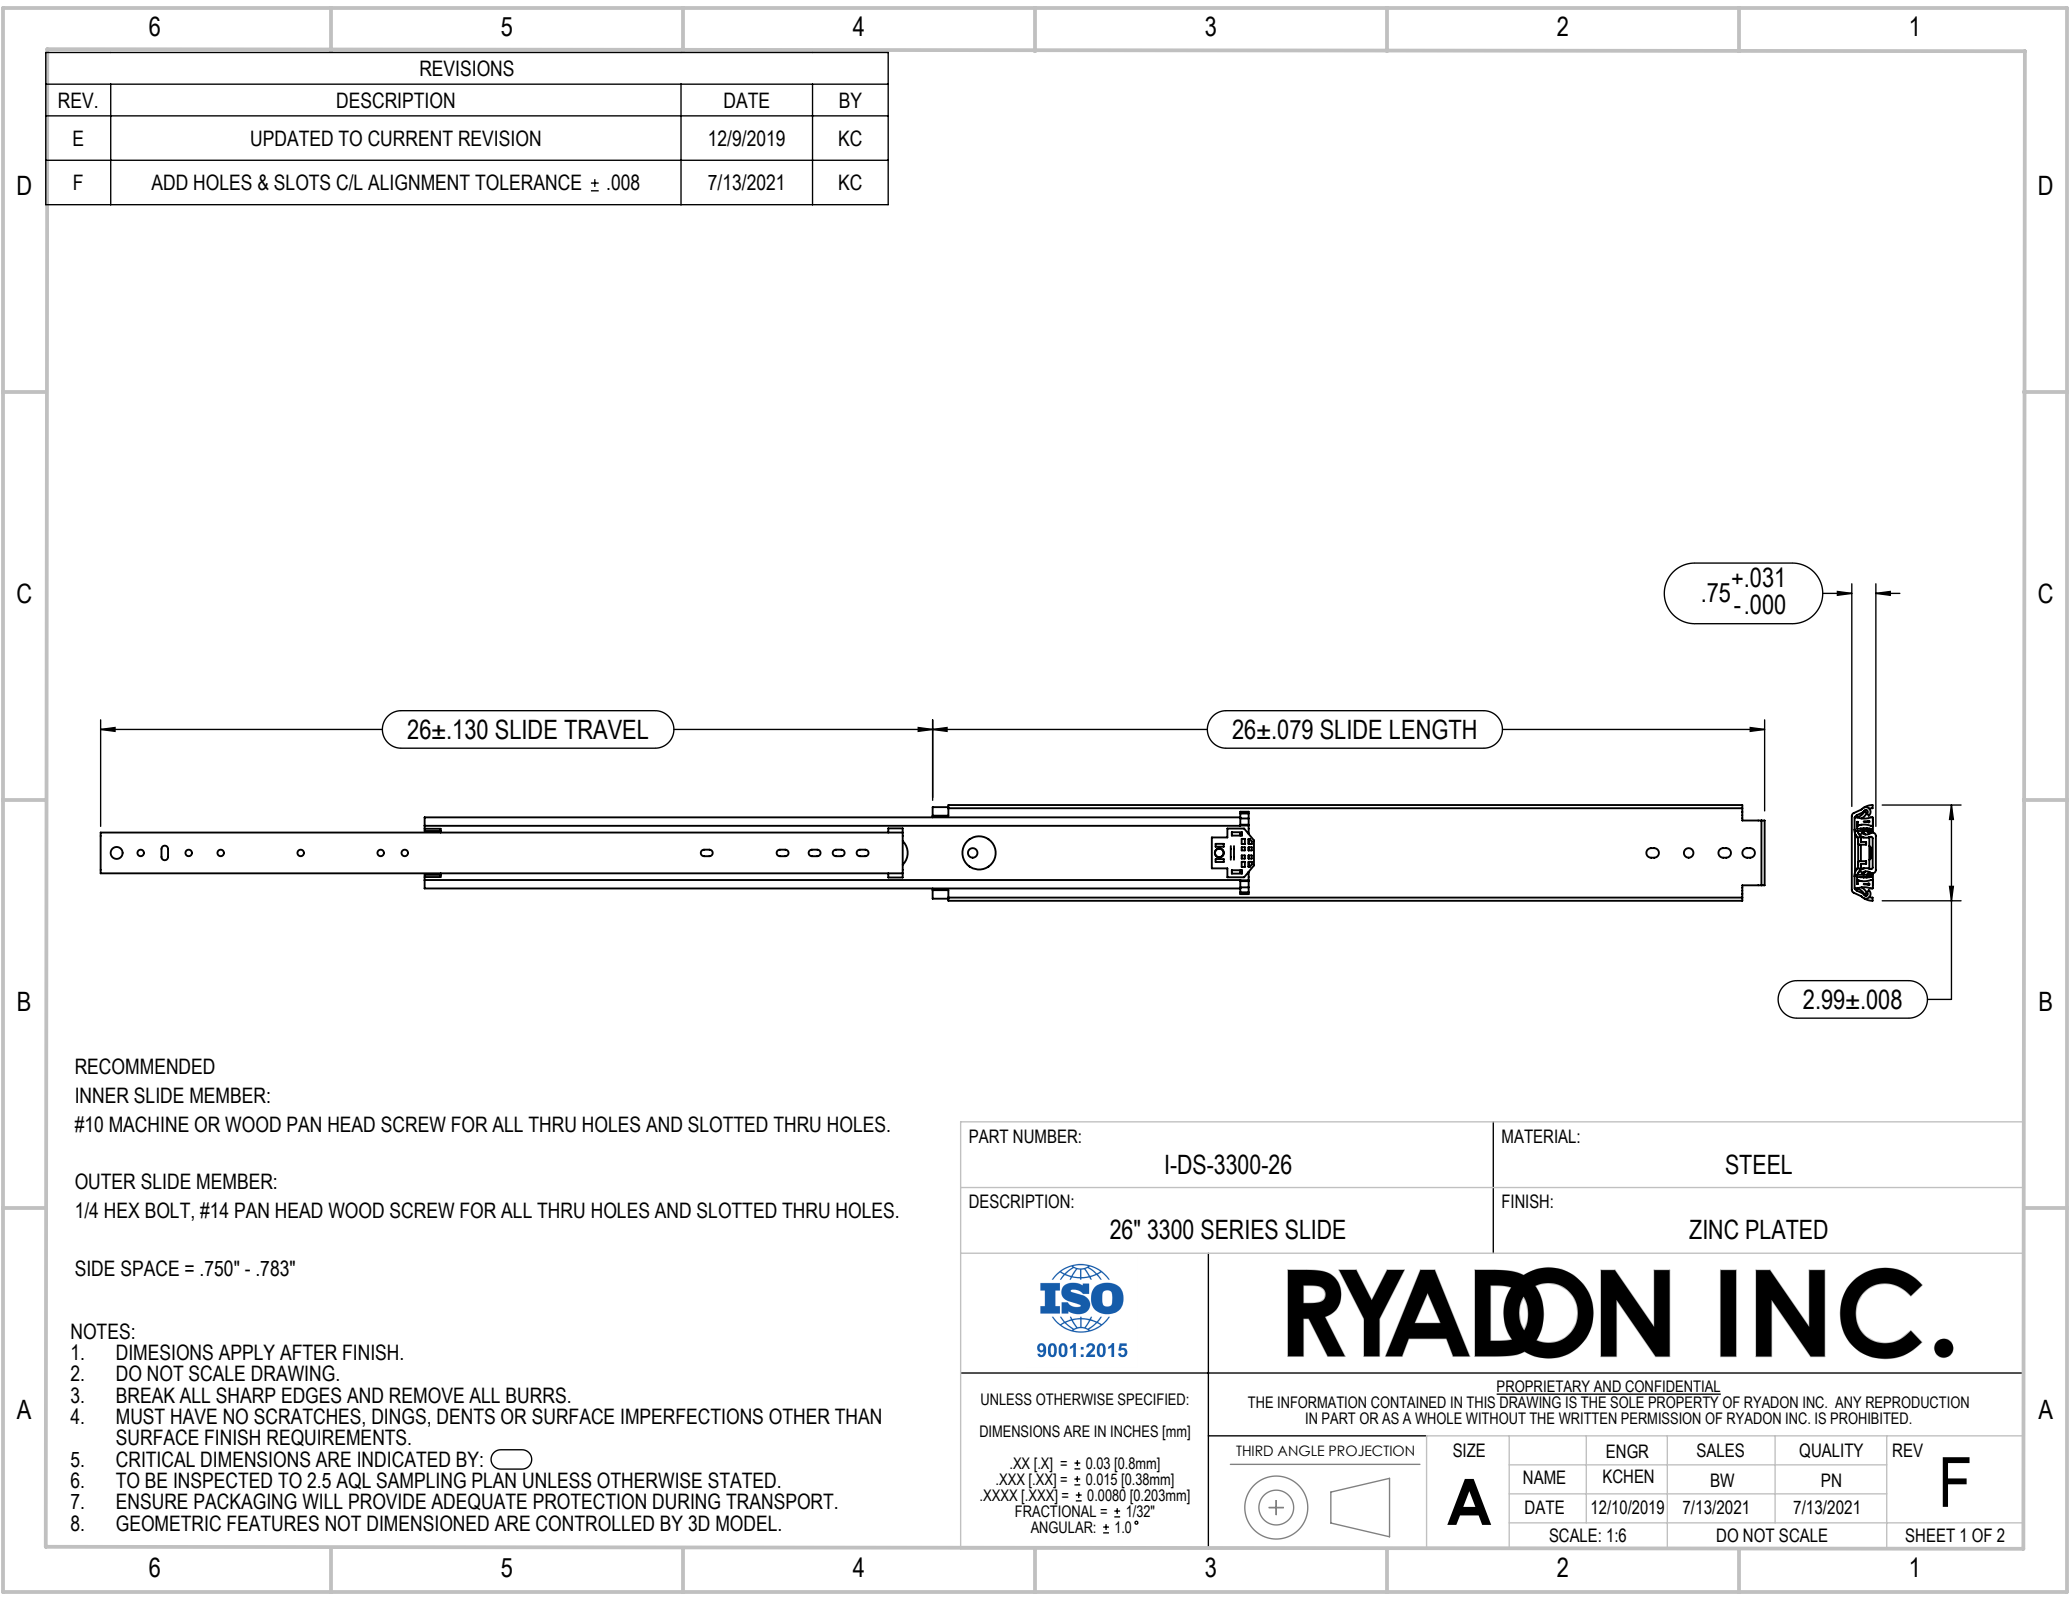 6 5 4 3 2 1
REVISIONS
REV. DESCRIPTION DATE BY
E UPDATED TO CURRENT REVISION 12/9/2019 KC
F ADD HOLES & SLOTS C/L ALIGNMENT TOLERANCE ± .008 7/13/2021 KC
D D
C C
.75 +.031
-.000
26±.130 SLIDE TRAVEL 26±.079 SLIDE LENGTH
2.99±.008
B B
RECOMMENDED
INNER SLIDE MEMBER:
#10 MACHINE OR WOOD PAN HEAD SCREW FOR ALL THRU HOLES AND SLOTTED THRU HOLES.
OUTER SLIDE MEMBER:
1/4 HEX BOLT, #14 PAN HEAD WOOD SCREW FOR ALL THRU HOLES AND SLOTTED THRU HOLES.
SIDE SPACE = .750" - .783"
NOTES:
1. DIMESIONS APPLY AFTER FINISH.
2. DO NOT SCALE DRAWING.
3. BREAK ALL SHARP EDGES AND REMOVE ALL BURRS.
4. MUST HAVE NO SCRATCHES, DINGS, DENTS OR SURFACE IMPERFECTIONS OTHER THAN
SURFACE FINISH REQUIREMENTS.
5. CRITICAL DIMENSIONS ARE INDICATED BY:
6. TO BE INSPECTED TO 2.5 AQL SAMPLING PLAN UNLESS OTHERWISE STATED.
7. ENSURE PACKAGING WILL PROVIDE ADEQUATE PROTECTION DURING TRANSPORT.
8. GEOMETRIC FEATURES NOT DIMENSIONED ARE CONTROLLED BY 3D MODEL.
PART NUMBER:
I-DS-3300-26
MATERIAL:
STEEL
DESCRIPTION:
26" 3300 SERIES SLIDE
FINISH:
ZINC PLATED
ISO
9001:2015
RYADON INC.
UNLESS OTHERWISE SPECIFIED:
DIMENSIONS ARE IN INCHES [mm]
.XX [.X] = ± 0.03 [0.8mm]
.XXX [.XX] = ± 0.015 [0.38mm]
.XXXX [.XXX] = ± 0.0080 [0.203mm]
FRACTIONAL = ± 1/32"
ANGULAR: ± 1.0°
PROPRIETARY AND CONFIDENTIAL
THE INFORMATION CONTAINED IN THIS DRAWING IS THE SOLE PROPERTY OF RYADON INC. ANY REPRODUCTION
IN PART OR AS A WHOLE WITHOUT THE WRITTEN PERMISSION OF RYADON INC. IS PROHIBITED.
THIRD ANGLE PROJECTION
SIZE
A
ENGR SALES QUALITY
NAME KCHEN BW PN
DATE 12/10/2019 7/13/2021 7/13/2021
REV
F
SCALE: 1:6 DO NOT SCALE SHEET 1 OF 2
A A
6 5 4 3 2 1